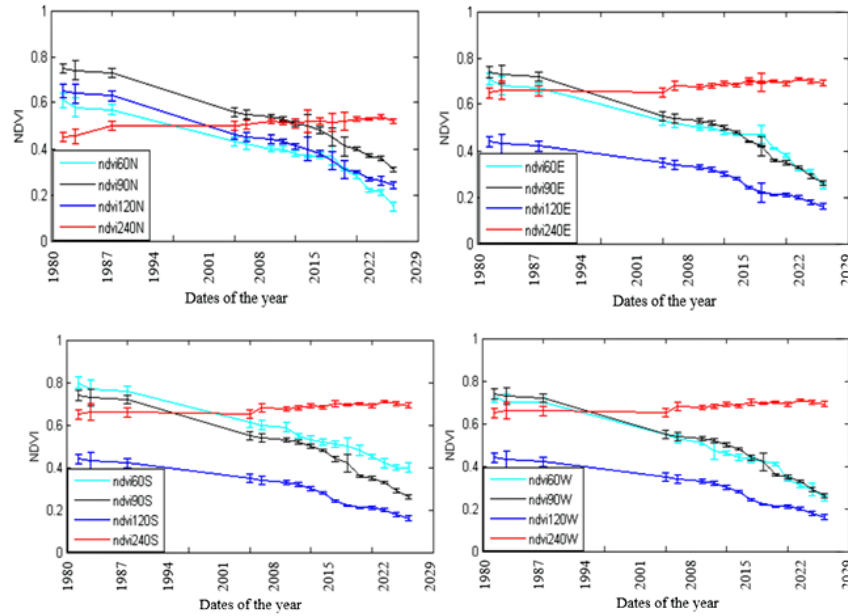 1
0.8
0.6
0.4
0.2
0
NDVI
ndvi60N
ndvi90N
ndvi120N
ndvi240N
1980
1987
1994
2001
2008
2015
2022
2029
Dates of the year
1
0.8
0.6
0.4
0.2
0
NDVI
ndvi60E
ndvi90E
ndvi120E
ndvi240E
1980
1987
1994
2001
2008
2015
2022
2029
Dates of the year
1
0.8
0.6
0.4
0.2
0
NDVI
ndvi60S
ndvi90S
ndvi120S
ndvi240S
1980
1987
1994
2001
2008
2015
2022
2029
Dates of the year
1
0.8
0.6
0.4
0.2
0
NDVI
ndvi60W
ndvi90W
ndvi120W
ndvi240W
1980
1987
1994
2001
2008
2015
2022
2029
Dates of the year